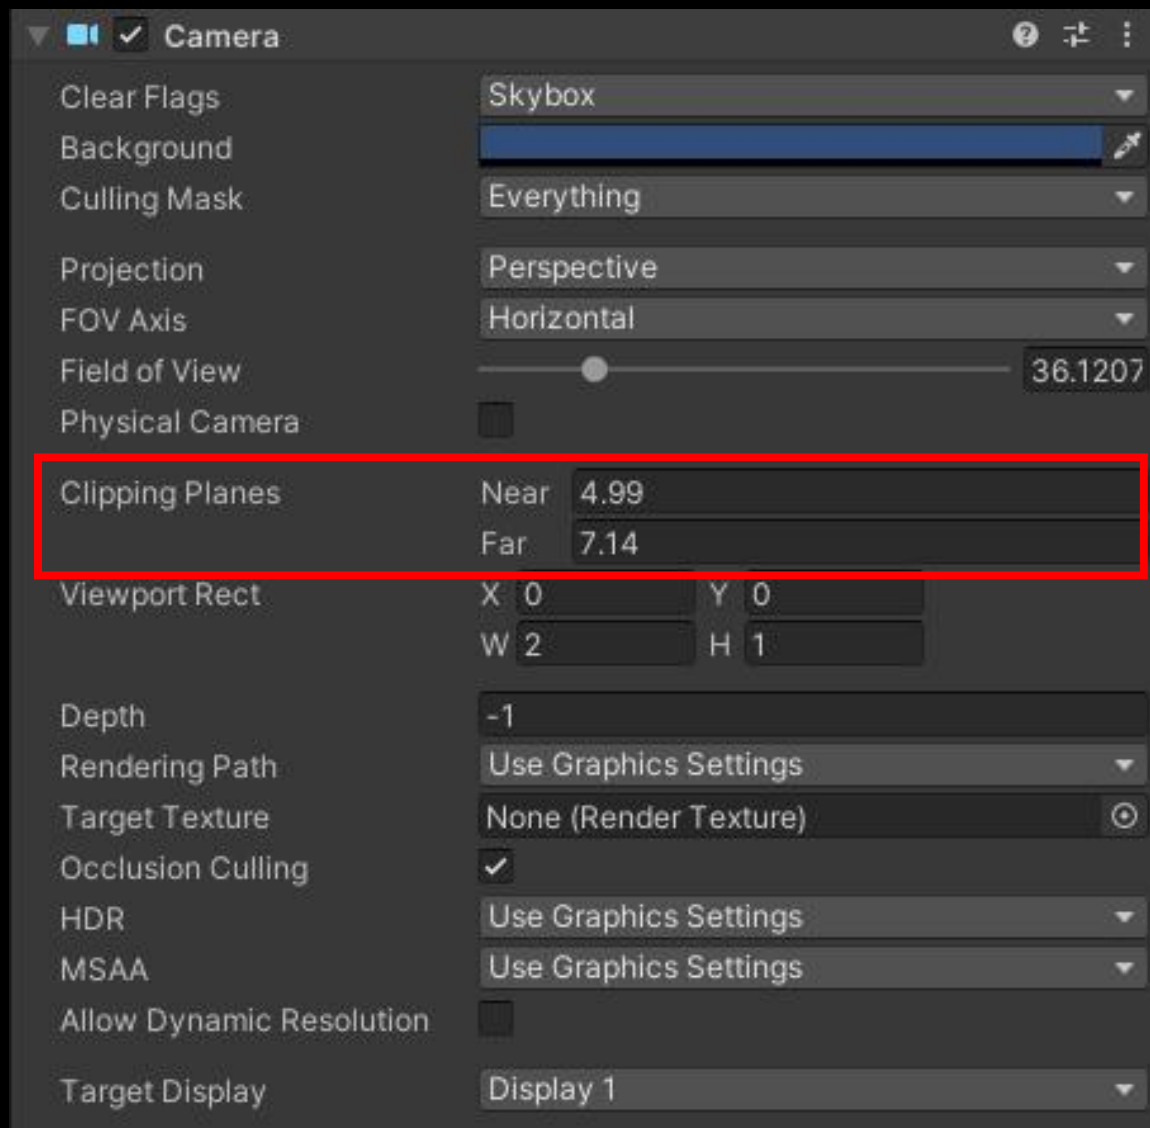 Camera
Clear Flags Skybox
Background
Culling Mask Everything
Projection Perspective
FOV Axis Horizontal
Field of View 36.1207
Physical Camera
Clipping Planes Near 4.99
Far 7.14
Viewport Rect X 0 Y 0
W 2 H 1
Depth -1
Rendering Path Use Graphics Settings
Target Texture None (Render Texture)
Occlusion Culling
HDR Use Graphics Settings
MSAA Use Graphics Settings
Allow Dynamic Resolution
Target Display Display 1